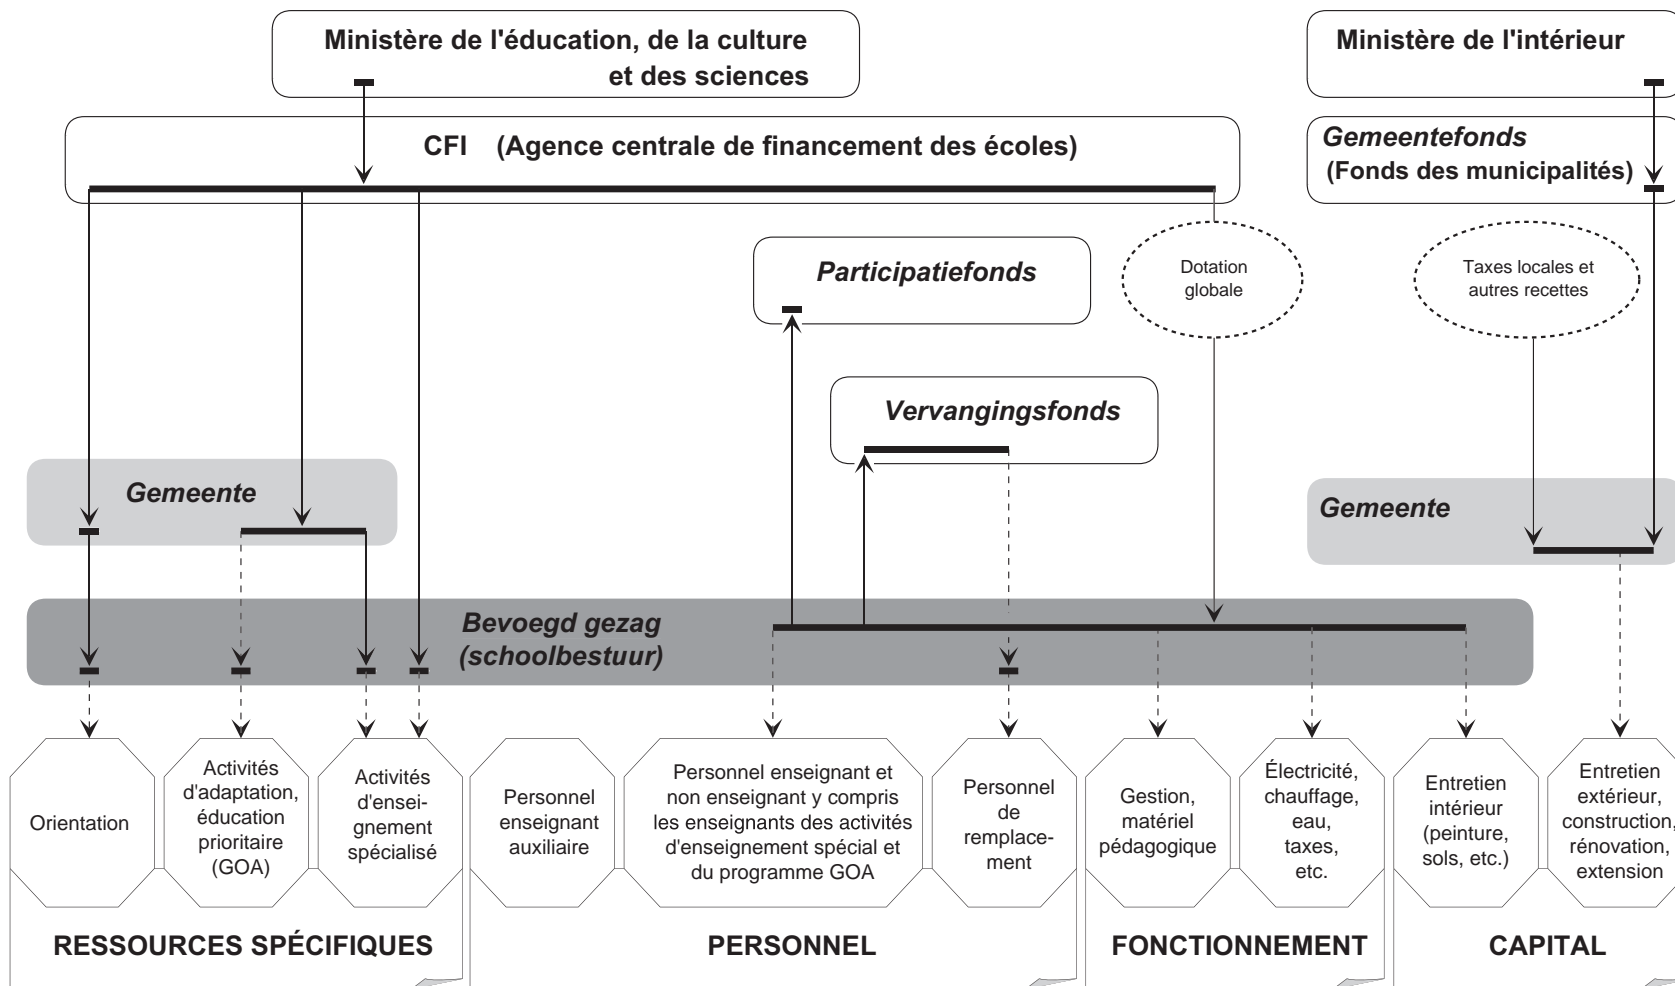 Ministère de l'éducation, de la culture
et des sciences
Ministère de l'intérieur
CFI (Agence centrale de financement des écoles)
Gemeentefonds
(Fonds des municipalités)
Participatiefonds
Dotation
globale
Taxes locales et
autres recettes
Vervangingsfonds
Gemeente
Gemeente
Bevoegd gezag
(schoolbestuur)
Orientation
Activités
d'adaptation,
éducation
prioritaire
(GOA)
Activités
d'ensei-
gnement
spécialisé
Personnel
enseignant
auxiliaire
Personnel enseignant et
non enseignant y compris
les enseignants des activités
d'enseignement spécial et
du programme GOA
Personnel
de
remplace-
ment
Gestion,
matériel
pédagogique
Électricité,
chauffage,
eau,
taxes,
etc.
Entretien
intérieur
(peinture,
sols, etc.)
Entretien
extérieur,
construction,
rénovation,
extension
RESSOURCES SPÉCIFIQUES
PERSONNEL
FONCTIONNEMENT
CAPITAL